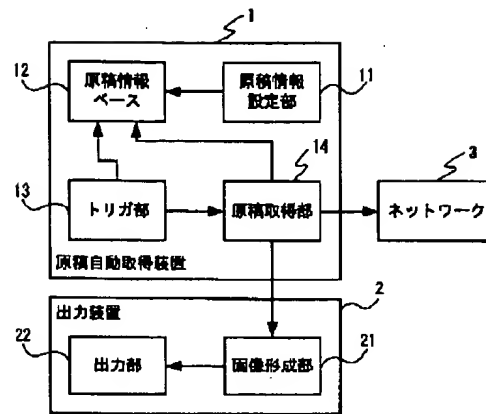 1
12
原稿情報
ベース
原稿情報
設定部
11
14
3
13
トリガ部
原稿取得部
ネットワーク
原稿自動取得装置
出力装置
2
22
出力部
画像形成部
21